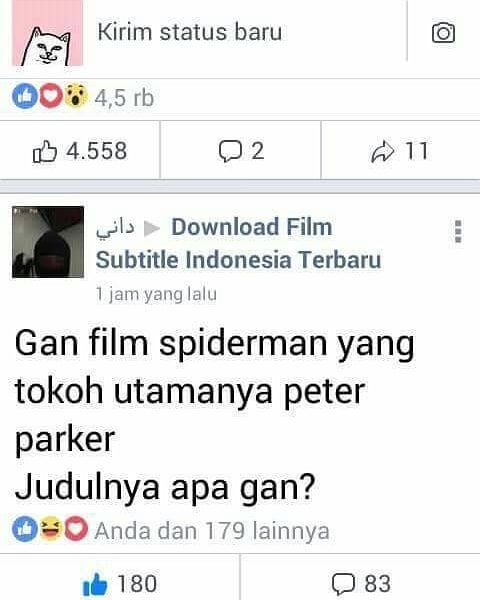 Kirim status baru
4,5 rb
4.558
2
11
داني ▶ Download Film
Subtitle Indonesia Terbaru
1 jam yang lalu
Gan film spiderman yang
tokoh utamanya peter
parker
Judulnya apa gan?
Anda dan 179 lainnya
180
83